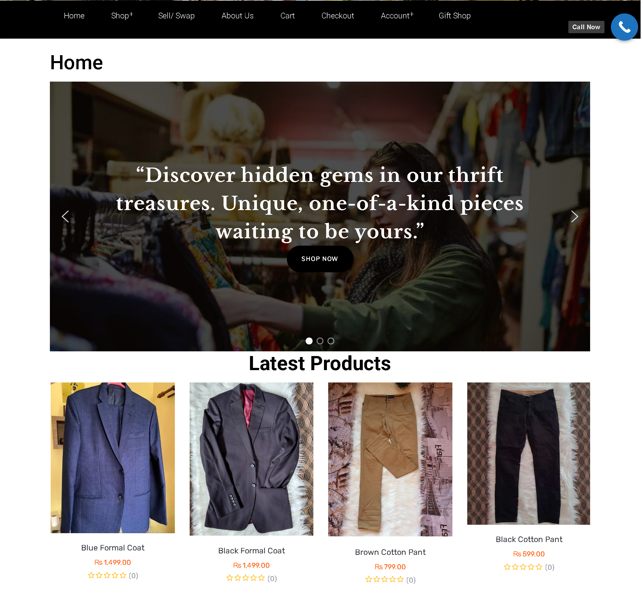 Home Shop Sell/ Swap About Us Cart Checkout Account Gift Shop
Call Now
Home
“Discover hidden gems in our thrift
treasures. Unique, one-of-a-kind pieces
waiting to be yours.”
SHOP NOW
Latest Products
Blue Formal Coat
₨ 1,499.00
(0)
Black Formal Coat
₨ 1,499.00
(0)
Brown Cotton Pant
₨ 799.00
(0)
Black Cotton Pant
₨ 599.00
(0)